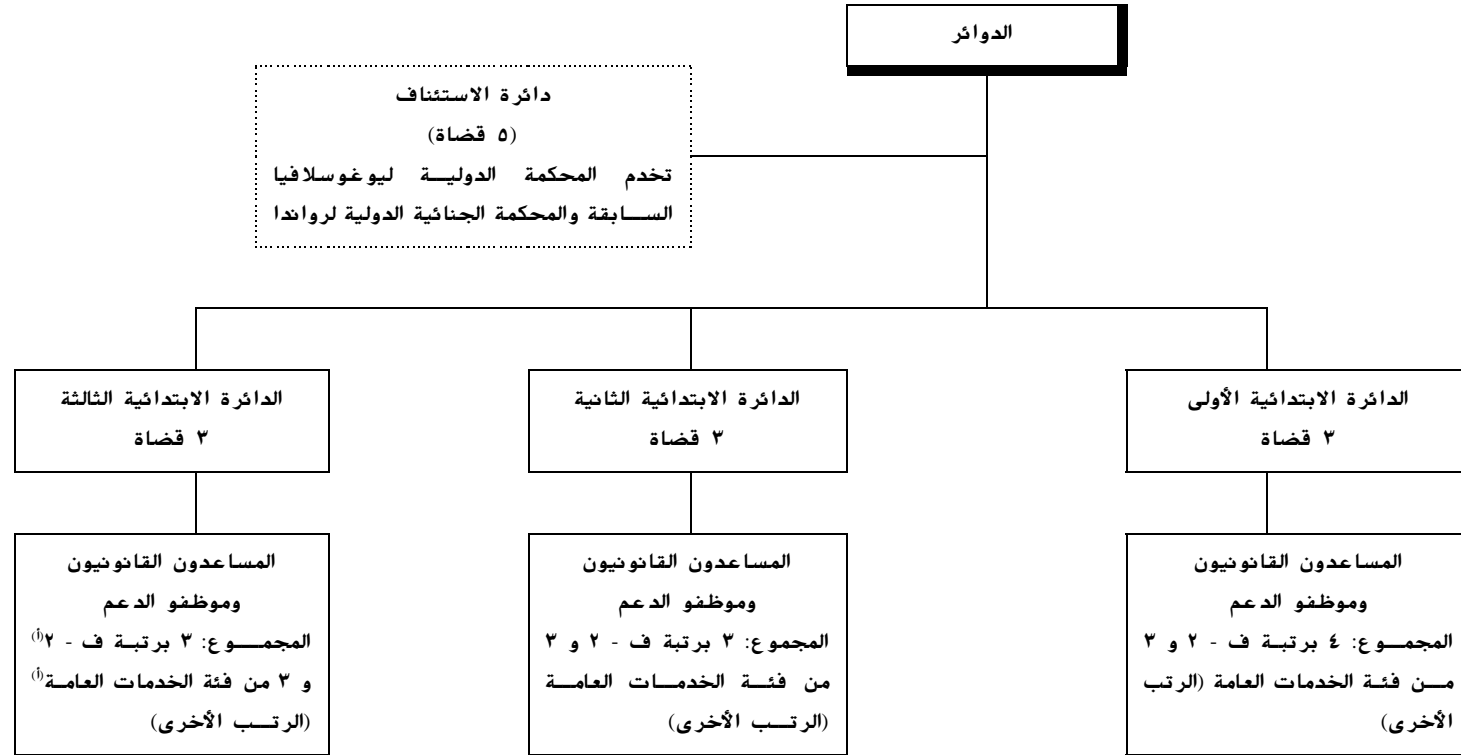 الدوائر
دائرة الاستئناف
(٥ قضاة)
تخدم المحكمة الدولية ليوغوسلافيا
السابقة والمحكمة الجنائية الدولية لرواندا
الدائرة الابتدائية الأولى
٣ قضاة
الدائرة الابتدائية الثانية
٣ قضاة
الدائرة الابتدائية الثالثة
٣ قضاة
المساعدون القانونيون
وموظفو الدعم
المجموع: ٤ برتبة ف - ٢ و ٣
من فئة الخدمات العامة (الرتب
الأخرى)
المساعدون القانونيون
وموظفو الدعم
المجموع: ٣ برتبة ف - ٢ و ٣
من فئة الخدمات العامة
(الرتب الأخرى)
المساعدون القانونيون
وموظفو الدعم
المجموع: ٣ برتبة ف - ٢(أ)
و ٣ من فئة الخدمات العامة(أ)
(الرتب الأخرى)